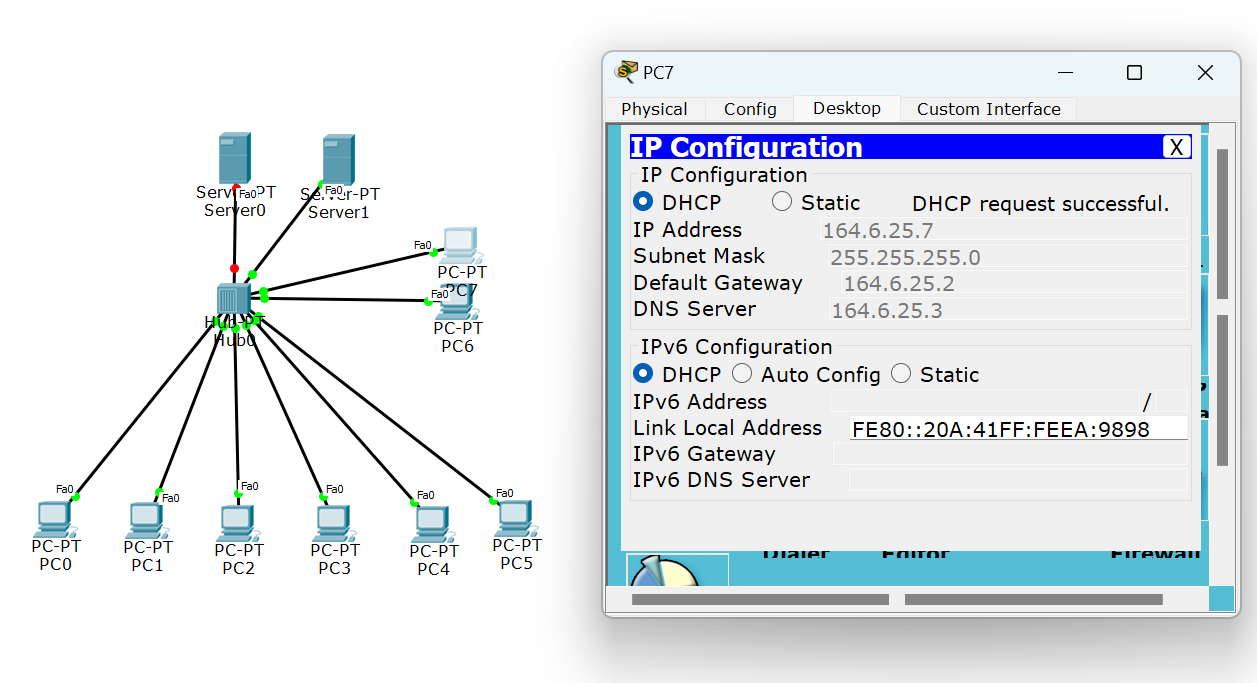 Server-PT
Fa0
Server0
Server-PT
Fa0
Server1
Fa0
PC-PT
PC7
Fa0
PC-PT
PC6
Hub-PT
Hub0
Fa0
PC-PT
PC0
Fa0
PC-PT
PC1
Fa0
PC-PT
PC2
Fa0
PC-PT
PC3
Fa0
PC-PT
PC4
Fa0
PC-PT
PC5
PC7
Physical Config Desktop Custom Interface
IP Configuration X
IP Configuration
DHCP Static DHCP request successful.
IP Address 164.6.25.7
Subnet Mask 255.255.255.0
Default Gateway 164.6.25.2
DNS Server 164.6.25.3
IPv6 Configuration
DHCP Auto Config Static
IPv6 Address /
Link Local Address FE80::20A:41FF:FEEA:9898
IPv6 Gateway
IPv6 DNS Server
Dialer Editor Firewall